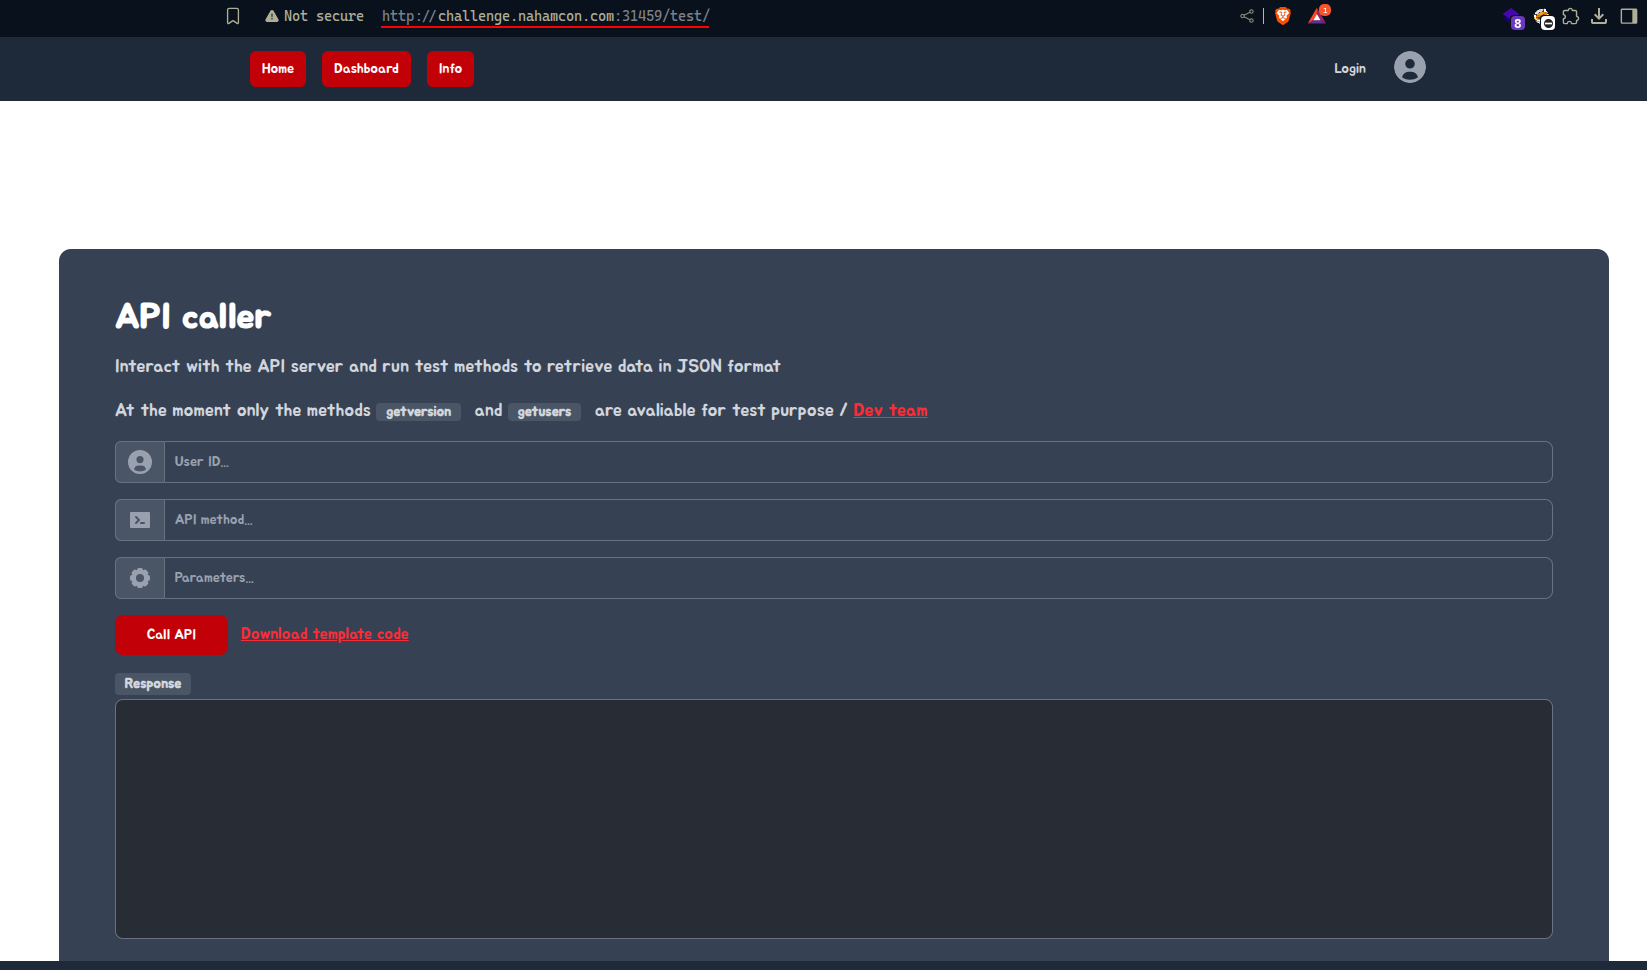 Not secure http://challenge.nahamcon.com:31459/test/ 1 8
Home Dashboard Info Login
API caller
Interact with the API server and run test methods to retrieve data in JSON format
At the moment only the methods getversion and getusers are avaliable for test purpose / Dev team
User ID...
API method...
Parameters...
Call API Download template code
Response